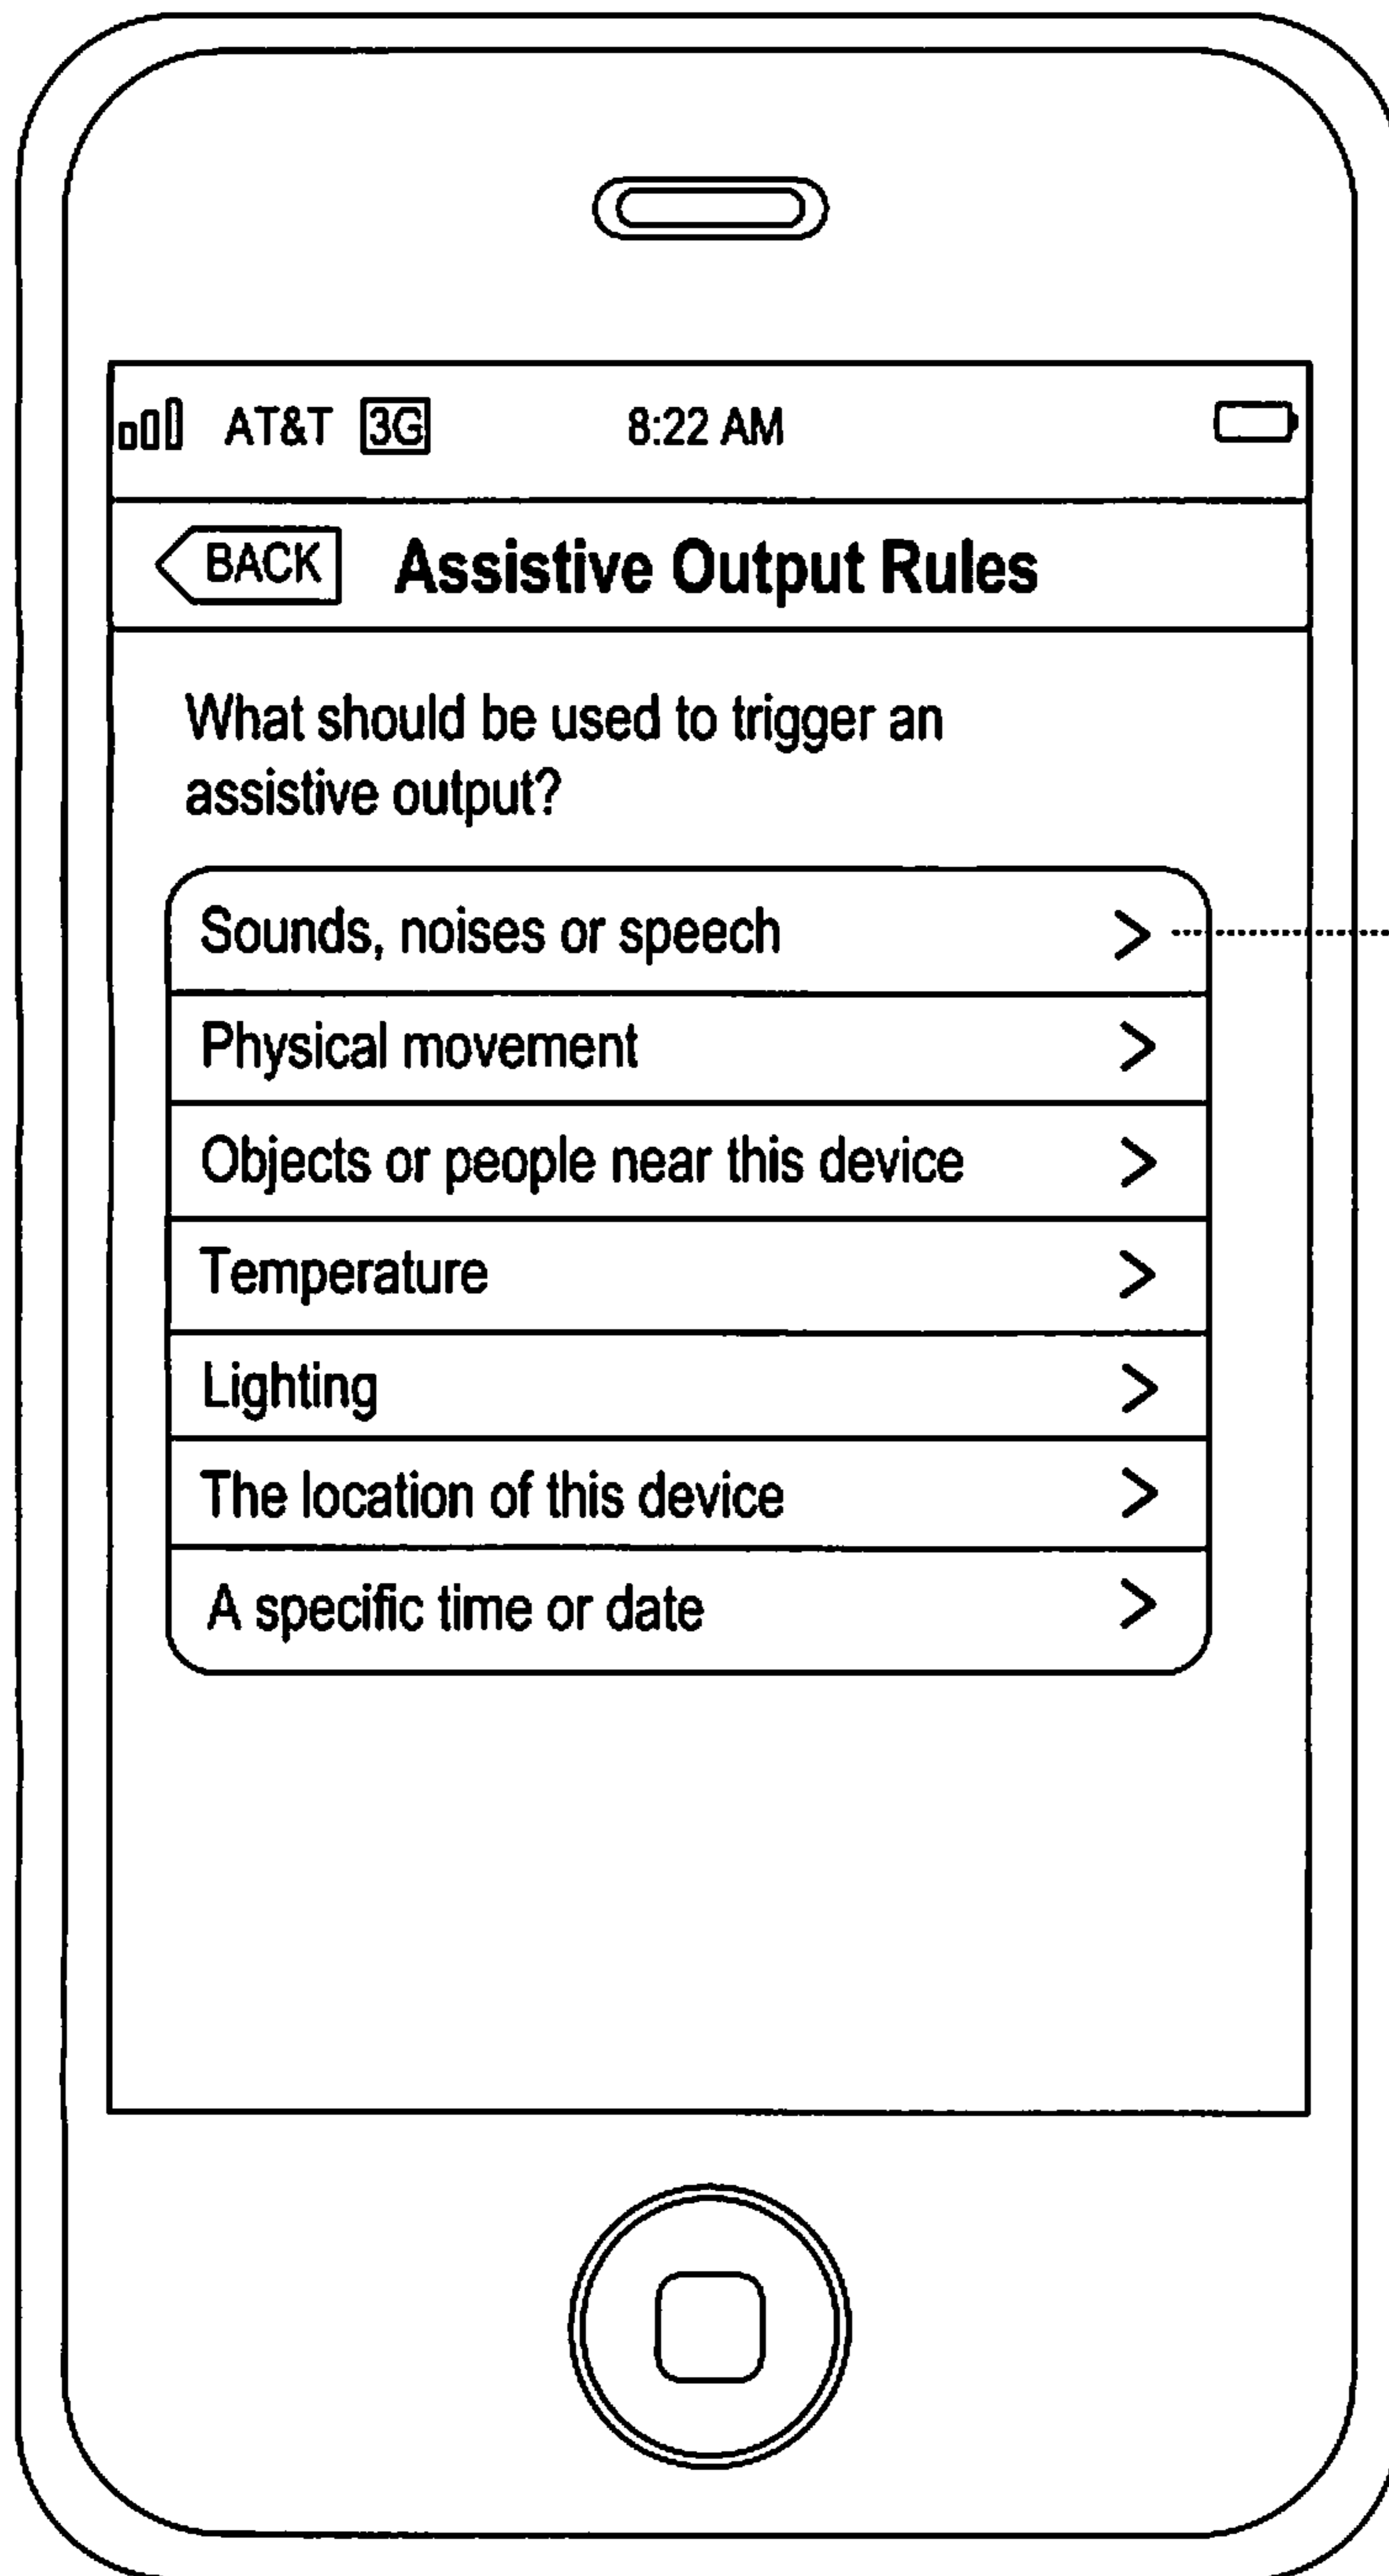 AT&T 3G 8:22 AM
BACK Assistive Output Rules
What should be used to trigger an
assistive output?
Sounds, noises or speech >
Physical movement >
Objects or people near this device >
Temperature >
Lighting >
The location of this device >
A specific time or date >